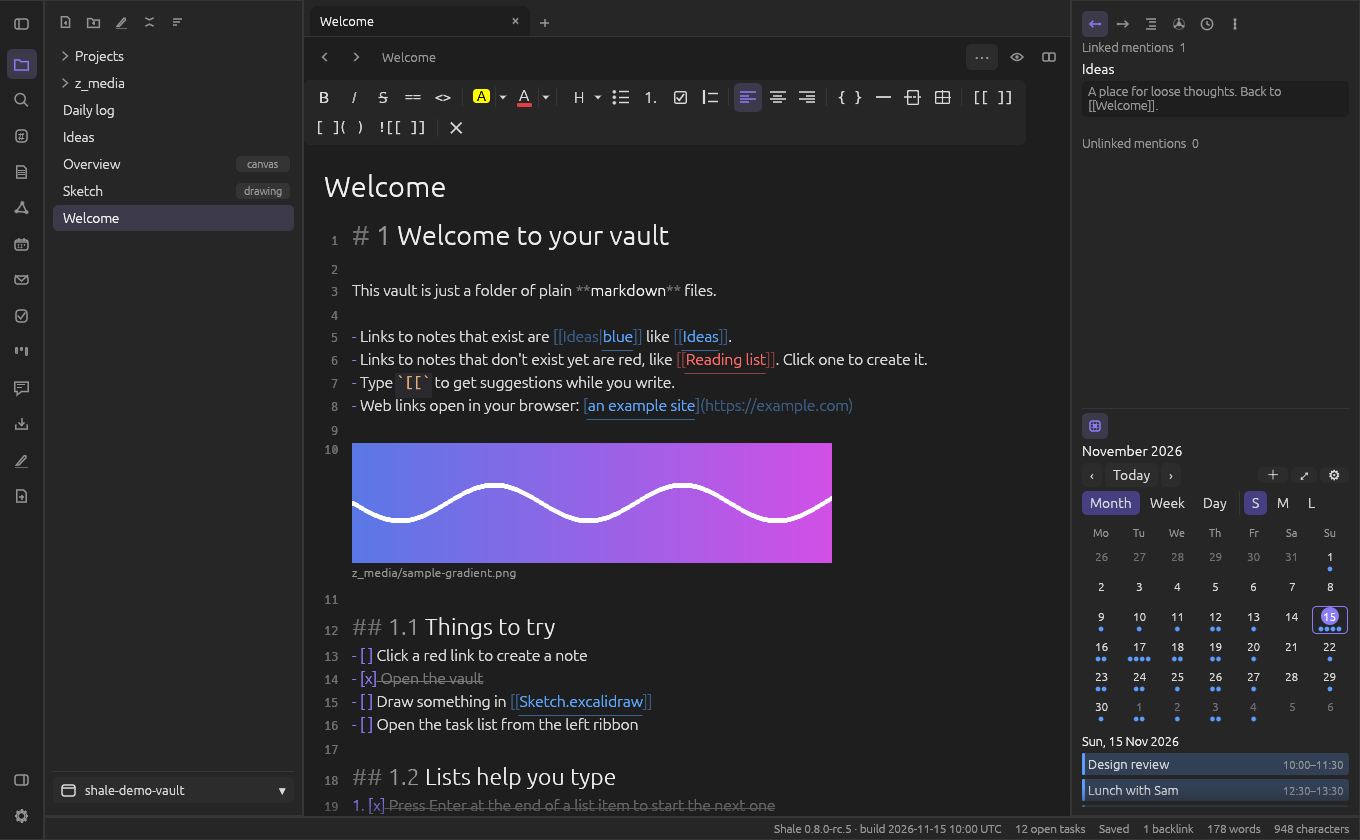 Projects
z_media
Daily log
Ideas
Overview canvas
Sketch drawing
Welcome
shale-demo-vault
Welcome
Welcome
B I S == <> A A H 1. { } [[ ]]
[ ]( ) ![[ ]]
Welcome
1 # 1 Welcome to your vault
2
3 This vault is just a folder of plain **markdown** files.
4
5 - Links to notes that exist are [[Ideas|blue]] like [[Ideas]].
6 - Links to notes that don't exist yet are red, like [[Reading list]]. Click one to create it.
7 - Type `[[` to get suggestions while you write.
8 - Web links open in your browser: [an example site](https://example.com)
9
10
z_media/sample-gradient.png
11
12 ## 1.1 Things to try
13 - [ ] Click a red link to create a note
14 - [x] Open the vault
15 - [ ] Draw something in [[Sketch.excalidraw]]
16 - [ ] Open the task list from the left ribbon
17
18 ## 1.2 Lists help you type
19 1. [x] Press Enter at the end of a list item to start the next one
Linked mentions 1
Ideas
A place for loose thoughts. Back to
[[Welcome]].
Unlinked mentions 0
November 2026
‹ Today ›
Month Week Day S M L
Mo Tu We Th Fr Sa Su
26 27 28 29 30 31 1
2 3 4 5 6 7 8
9 10 11 12 13 14 15
16 17 18 19 20 21 22
23 24 25 26 27 28 29
30 1 2 3 4 5 6
Sun, 15 Nov 2026
Design review 10:00–11:30
Lunch with Sam 12:30–13:30
Shale 0.8.0-rc.5 · build 2026-11-15 10:00 UTC 12 open tasks Saved 1 backlink 178 words 948 characters